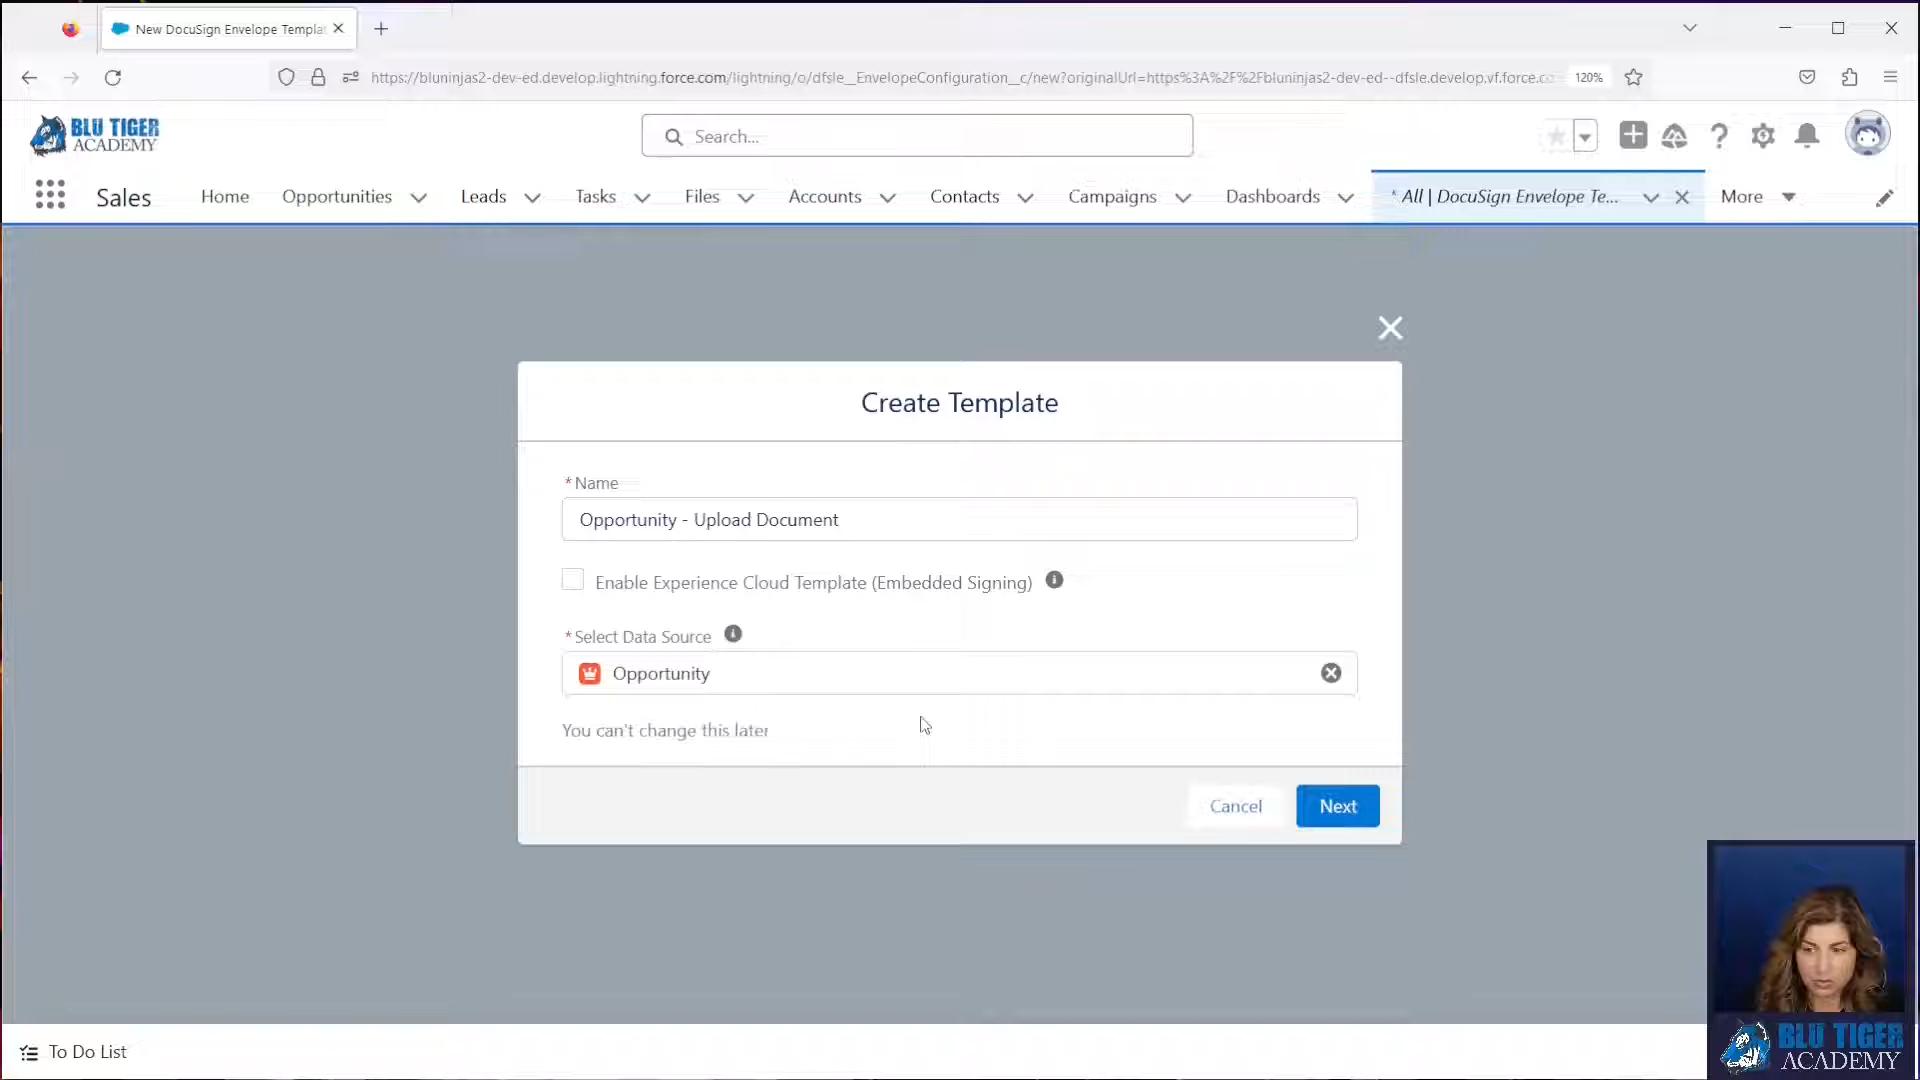 New DocuSign Envelope Templat
https://bluninjas2-dev-ed.develop.lightning.force.com/lightning/o/dfsle__EnvelopeConfiguration__c/new?originalUrl=https%3A%2F%2Fbluninjas2-dev-ed--dfsle.develop.vf.force.co
120%
BLU TIGER
ACADEMY
Search...
Sales
Home
Opportunities
Leads
Tasks
Files
Accounts
Contacts
Campaigns
Dashboards
* All | DocuSign Envelope Te...
More
Create Template
* Name
Opportunity - Upload Document
Enable Experience Cloud Template (Embedded Signing)
* Select Data Source
Opportunity
You can't change this later
Cancel
Next
To Do List
BLU TIGER
ACADEMY